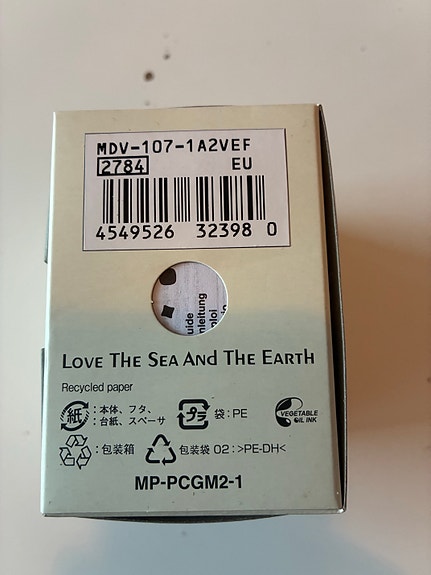 MDV-107-1A2VEF
2784 EU
4549526 32398 0
uide
nleitung
ploi
LOVE THE SEA AND THE EARTH
Recycled paper
紙 :本体、フタ、
:台紙、スペーサ
プラ 袋:PE
VEGETABLE
OIL INK
:包装箱
包装袋 02:>PE-DH<
MP-PCGM2-1